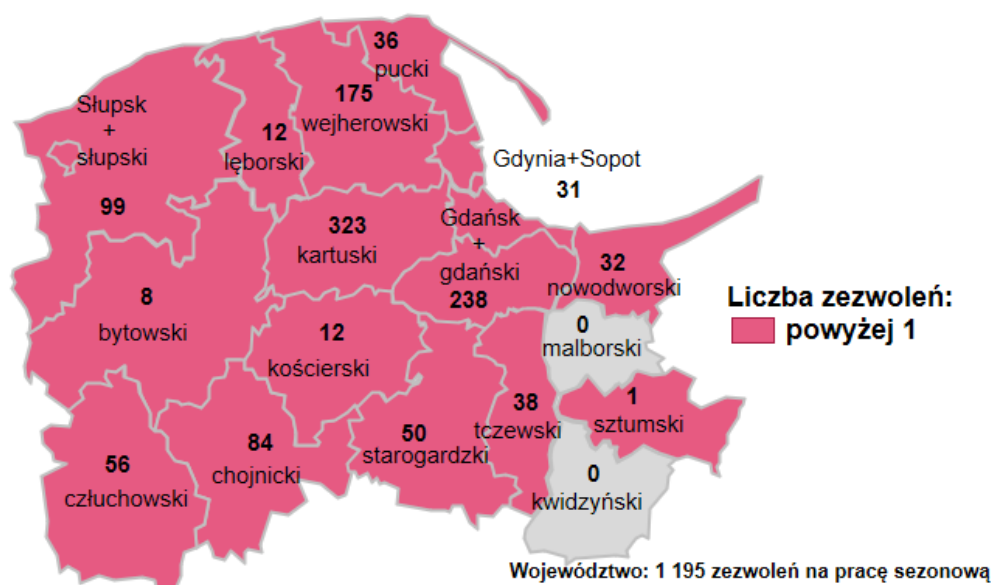 36
pucki
175
wejherowski
Słupsk
+
słupski
99
12
lęborski
Gdynia+Sopot
31
323
kartuski
Gdańsk
+
gdański
238
32
nowodworski
8
bytowski
12
kościerski
0
malborski
Liczba zezwoleń:
powyżej 1
56
człuchowski
84
chojnicki
50
starogardzki
38
tczewski
1
sztumski
0
kwidzyński
Województwo: 1 195 zezwoleń na pracę sezonową